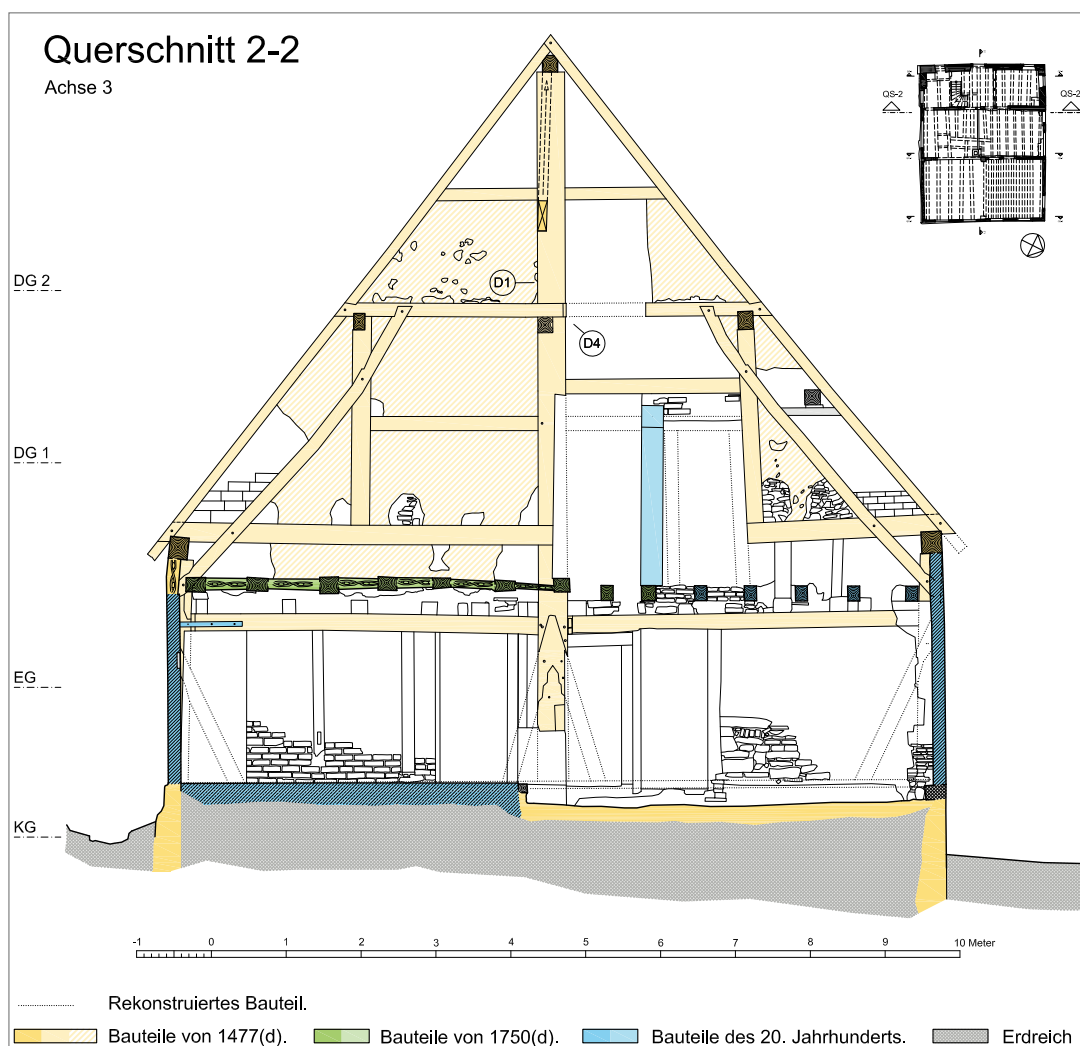 Querschnitt 2-2
Achse 3
QS-2 QS-2
D1
DG 2
D4
DG 1
EG
KG
-1 0 1 2 3 4 5 6 7 8 9 10 Meter
Rekonstruiertes Bauteil.
Bauteile von 1477(d). Bauteile von 1750(d). Bauteile des 20. Jahrhunderts. Erdreich